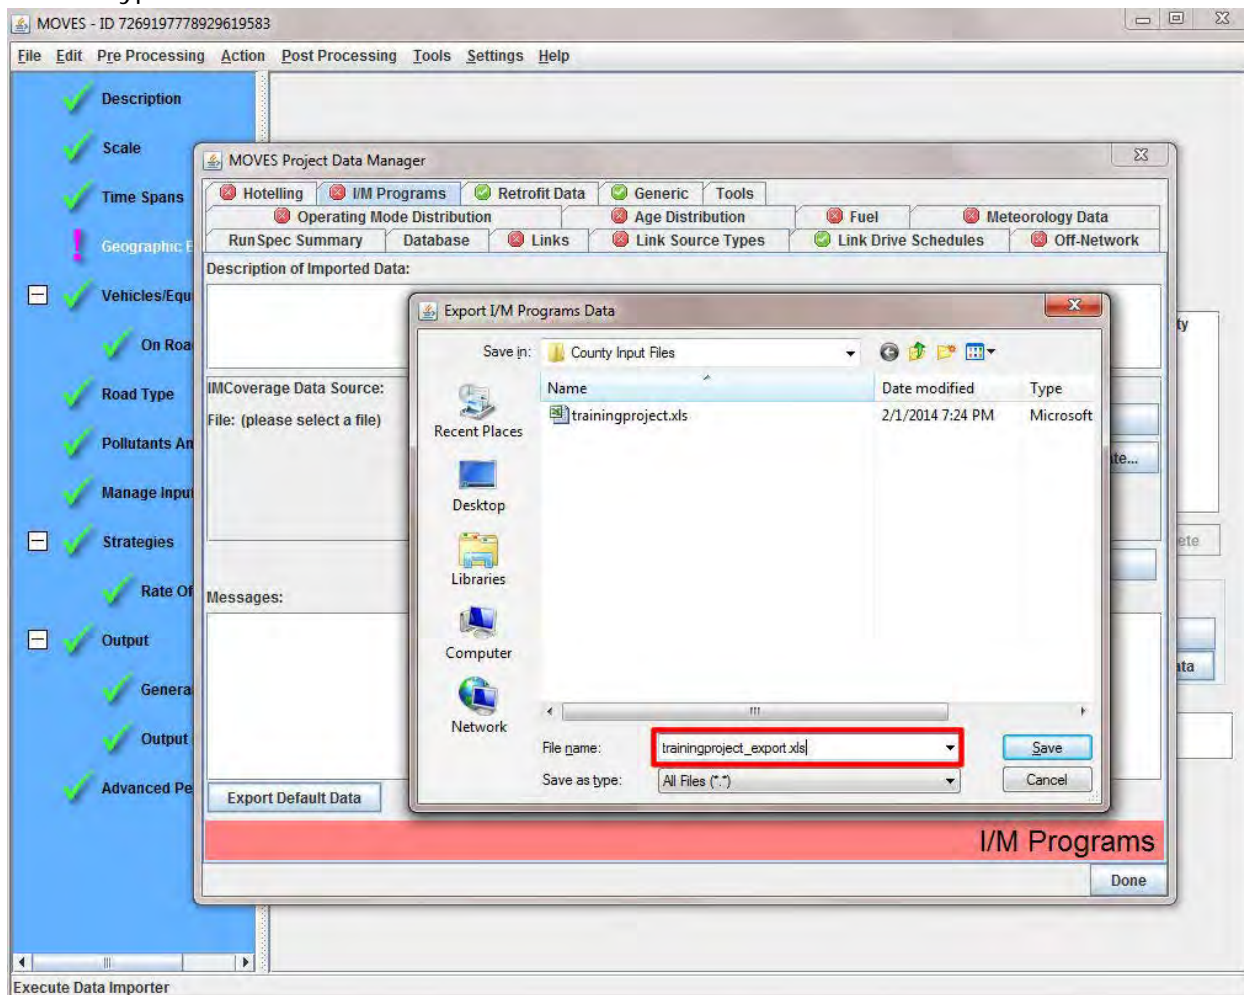 MOVES - ID 7269197778929619583
File Edit Pre Processing Action Post Processing Tools Settings Help
Description
Scale
Time Spans
Geographic E
Vehicles/Equ
On Roa
Road Type
Pollutants An
Manage Input
Strategies
Rate Of
Output
Genera
Output
Advanced Pe
MOVES Project Data Manager
Hotelling I/M Programs Retrofit Data Generic Tools
Operating Mode Distribution Age Distribution Fuel Meteorology Data
RunSpec Summary Database Links Link Source Types Link Drive Schedules Off-Network
Description of Imported Data:
IMCoverage Data Source:
File: (please select a file)
Messages:
Export Default Data
Export I/M Programs Data
Save in: County Input Files
Name Date modified Type
trainingproject.xls 2/1/2014 7:24 PM Microsoft
Recent Places
Desktop
Libraries
Computer
Network
File name: trainingproject_export.xls Save
Save as type: All Files (*.*) Cancel
ty
te...
ete
ata
I/M Programs
Done
Execute Data Importer